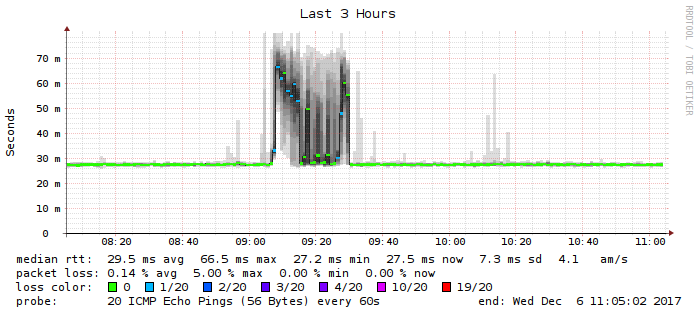 Last 3 Hours
RRDTOOL / TOBI OETIKER
Seconds
70 m
60 m
50 m
40 m
30 m
20 m
10 m
0
08:20 08:40 09:00 09:20 09:40 10:00 10:20 10:40 11:00
median rtt: 29.5 ms avg 66.5 ms max 27.2 ms min 27.5 ms now 7.3 ms sd 4.1 am/s
packet loss: 0.14 % avg 5.00 % max 0.00 % min 0.00 % now
loss color: 0 1/20 2/20 3/20 4/20 10/20 19/20
probe: 20 ICMP Echo Pings (56 Bytes) every 60s end: Wed Dec 6 11:05:02 2017